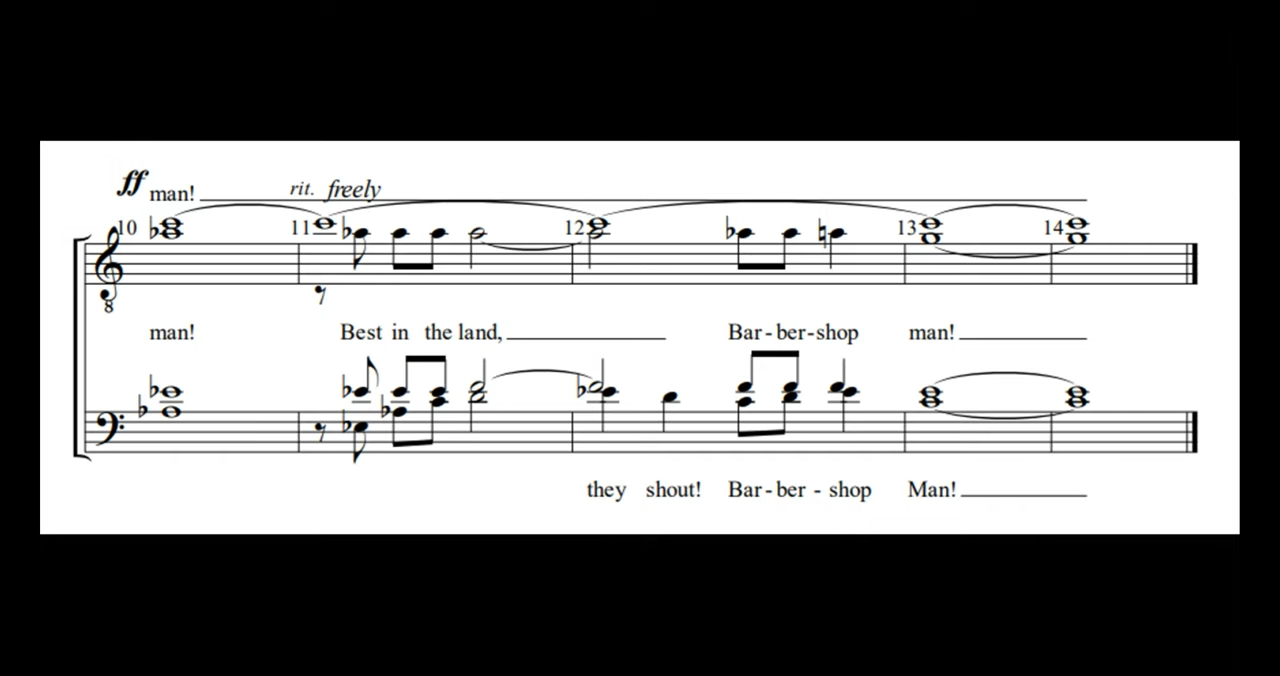 ff man! rit. freely
10 11 12 13 14
8
man! Best in the land, Bar - ber - shop man!
they shout! Bar - ber - shop Man!